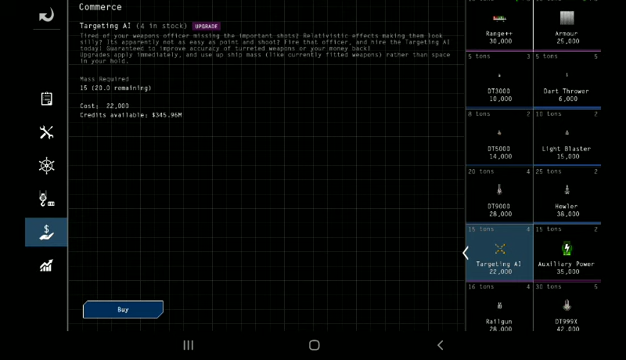 Commerce
Targeting AI (4 in stock) UPGRADE
Tired of your weapons officer missing the important shots? Relativistic effects making them look
silly? Its apparently not as easy as point and shoot? Fire that officer, and hire the Targeting AI
today! Guaranteed to improve accuracy of turreted weapons or your money back!
Upgrades apply immediately, and use up ship mass (like currently fitted weapons) rather than space
in your hold.
Mass Required
15 (20.0 remaining)
Cost: 22,000
Credits available: $345.96M
Buy
Range++
30,000
Armour
25,000
5 tons 3
DT3000
10,000
3 tons 5
Dart Thrower
6,000
8 tons 2
DT5000
14,000
10 tons 2
Light Blaster
15,000
20 tons 4
DT9000
28,000
25 tons 2
Howler
36,000
15 tons 4
Targeting AI
22,000
15 tons 2
Auxiliary Power
35,000
16 tons 4
Railgun
28,000
30 tons 5
DT999X
42,000